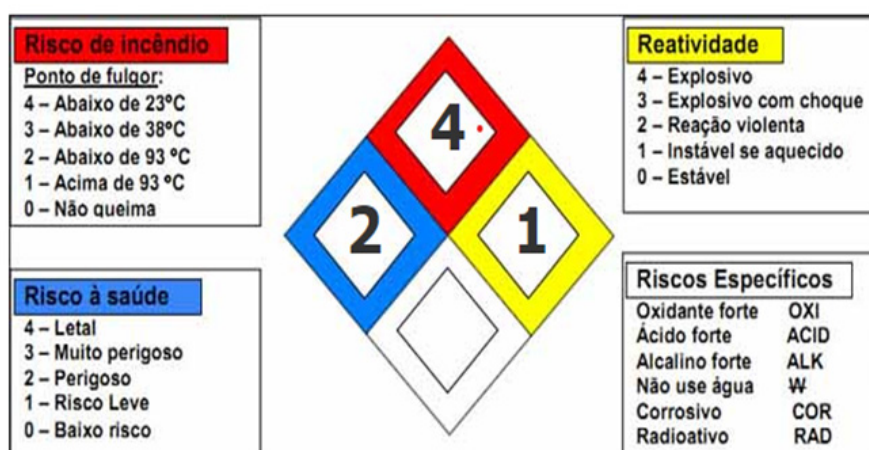 Risco de incêndio
Ponto de fulgor:
4 – Abaixo de 23ºC
3 – Abaixo de 38ºC
2 – Abaixo de 93 ºC
1 – Acima de 93 ºC
0 – Não queima
Risco à saúde
4 – Letal
3 – Muito perigoso
2 – Perigoso
1 – Risco Leve
0 – Baixo risco
4
2
1
Reatividade
4 – Explosivo
3 – Explosivo com choque
2 – Reação violenta
1 – Instável se aquecido
0 – Estável
Riscos Específicos
Oxidante forte OXI
Ácido forte ACID
Alcalino forte ALK
Não use água W̶
Corrosivo COR
Radioativo RAD